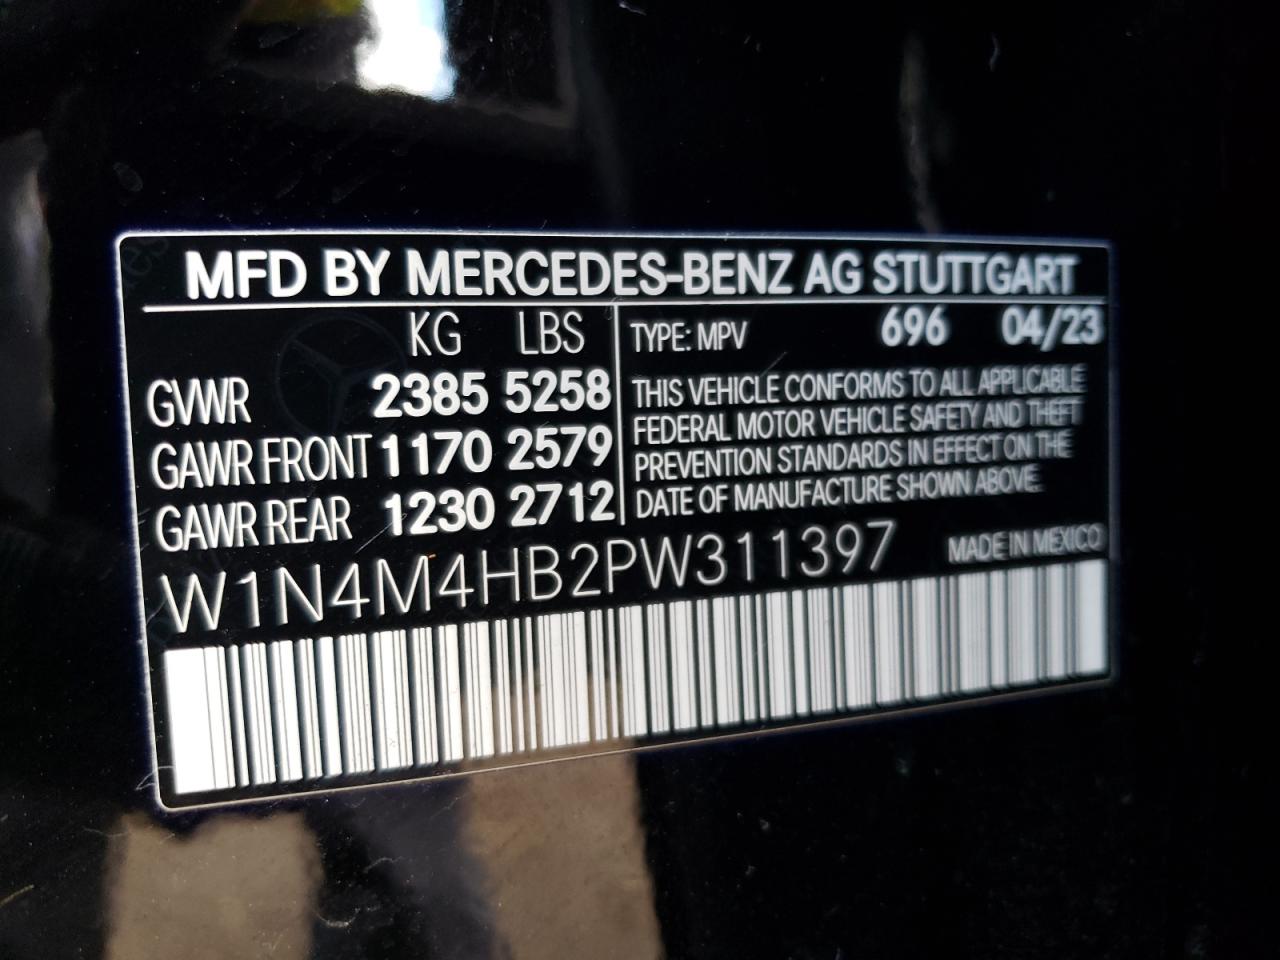 MFD BY MERCEDES-BENZ AG STUTTGART
KG LBS
GVWR 2385 5258
GAWR FRONT 1170 2579
GAWR REAR 1230 2712
TYPE: MPV 696 04/23
THIS VEHICLE CONFORMS TO ALL APPLICABLE
FEDERAL MOTOR VEHICLE SAFETY AND THEFT
PREVENTION STANDARDS IN EFFECT ON THE
DATE OF MANUFACTURE SHOWN ABOVE.
W1N4M4HB2PW311397 MADE IN MEXICO